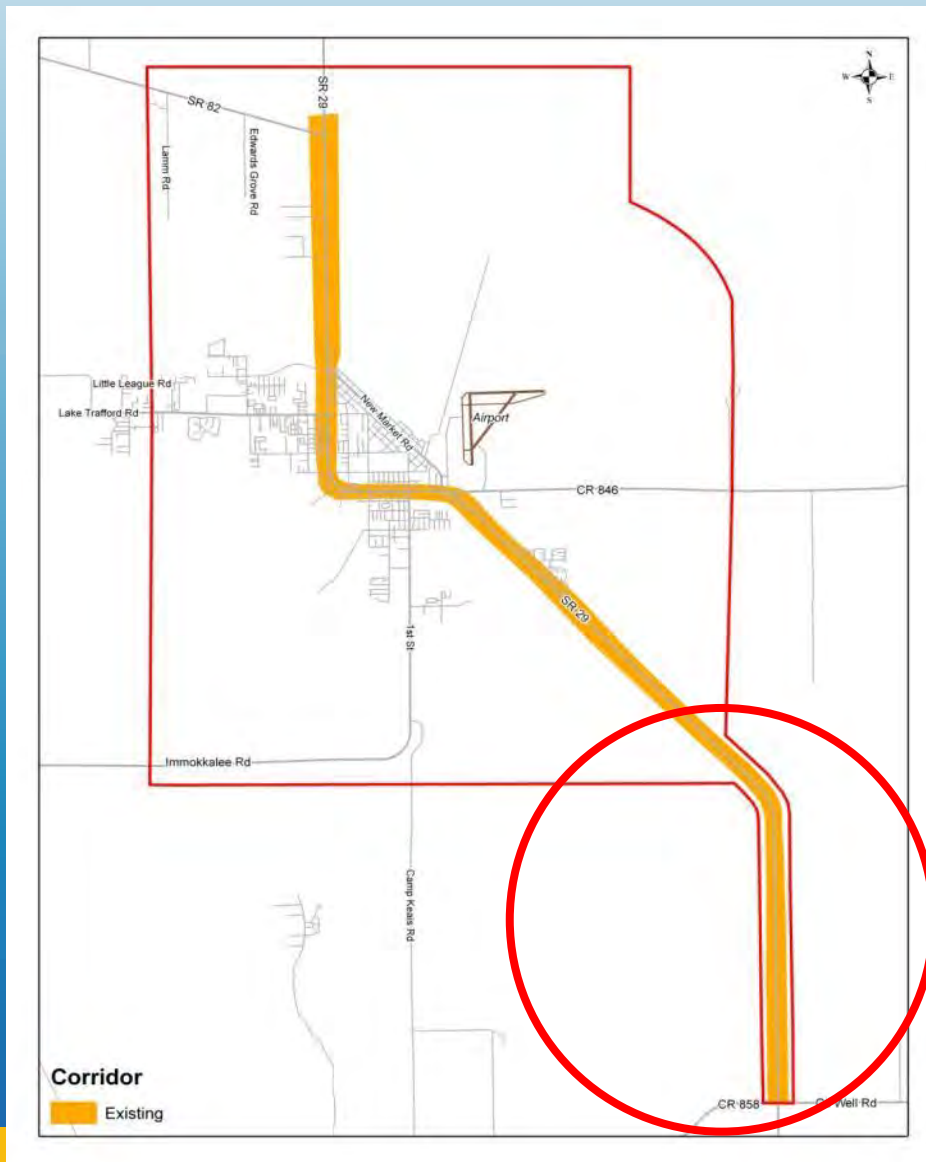 N
W E
S
SR 29
SR 82
Lamm Rd
Edwards Grove Rd
Little League Rd
Lake Trafford Rd
New Market Rd
Airport
CR 846
SR 29
1st St
Immokkalee Rd
Camp Keais Rd
Corridor
Existing
CR 858
Well Rd